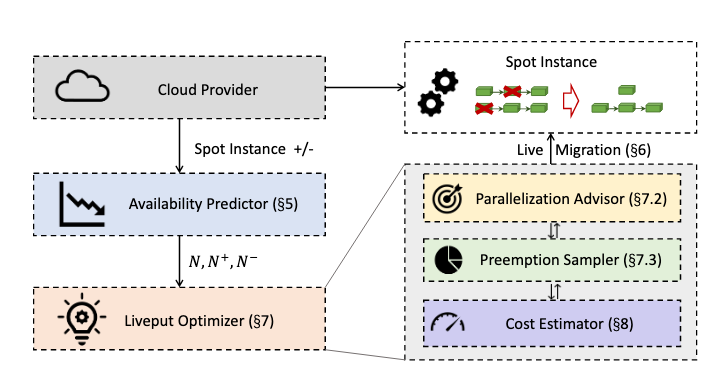 Cloud Provider
Spot Instance +/-
Availability Predictor (§5)
N, N⁺, N⁻
Liveput Optimizer (§7)
Spot Instance
Live Migration (§6)
Parallelization Advisor (§7.2)
Preemption Sampler (§7.3)
Cost Estimator (§8)